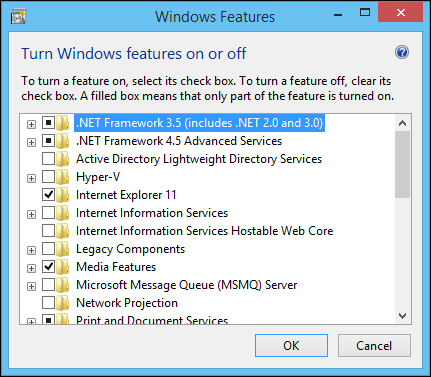 Windows Features
Turn Windows features on or off
To turn a feature on, select its check box. To turn a feature off, clear its
check box. A filled box means that only part of the feature is turned on.
.NET Framework 3.5 (includes .NET 2.0 and 3.0)
.NET Framework 4.5 Advanced Services
Active Directory Lightweight Directory Services
Hyper-V
Internet Explorer 11
Internet Information Services
Internet Information Services Hostable Web Core
Legacy Components
Media Features
Microsoft Message Queue (MSMQ) Server
Network Projection
Print and Document Services
OK
Cancel